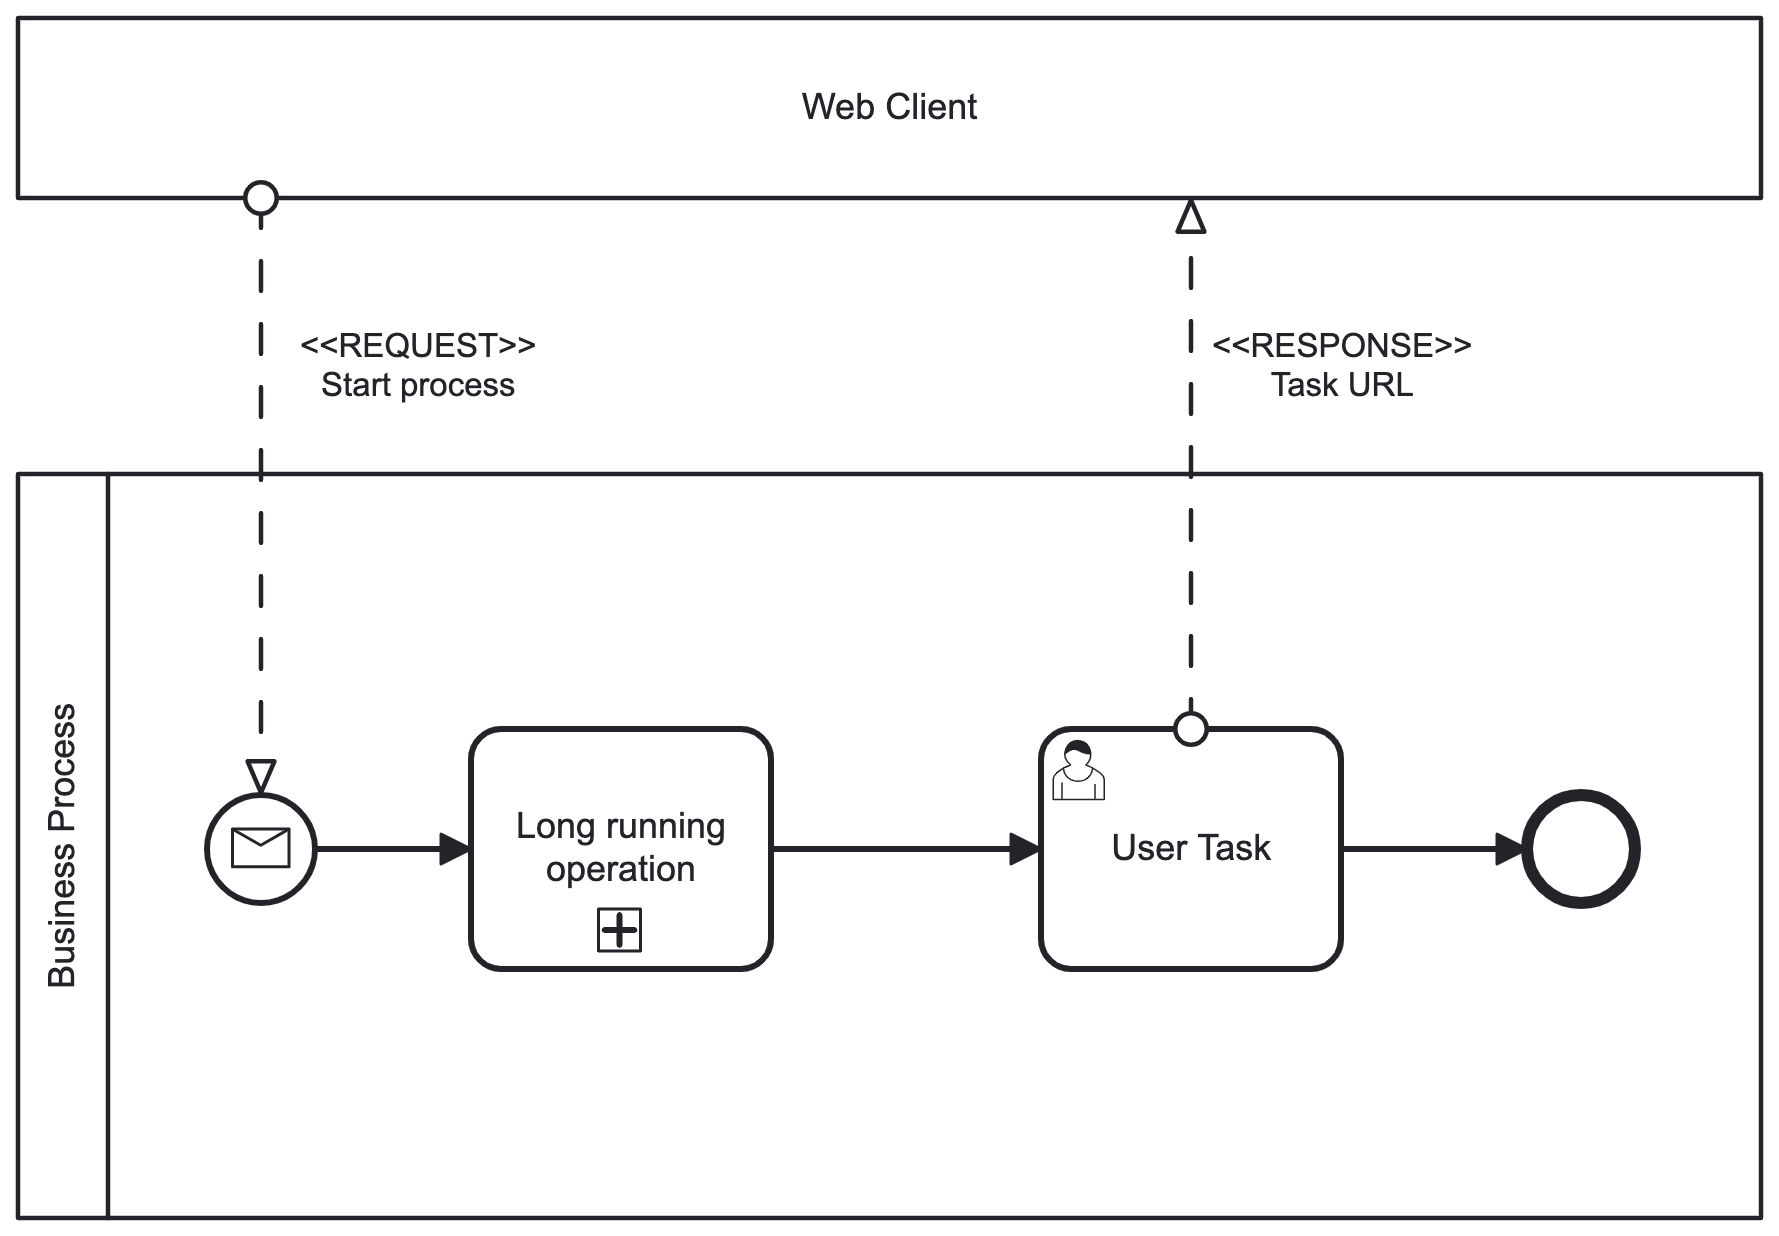 Web Client
<<REQUEST>>
Start process
<<RESPONSE>>
Task URL
Business Process
Long running
operation
User Task